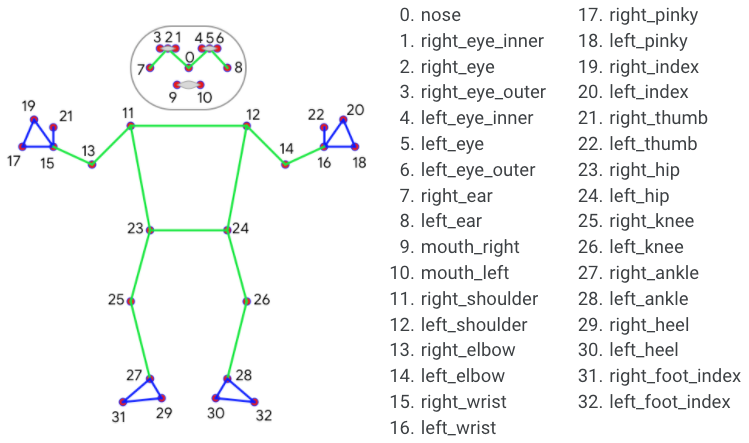 3 2 1 4 5 6
0
7 8
9 10
19 21 11 12 22 20
17 15 13 14 16 18
23 24
25 26
27 28
31 29 30 32
0. nose
1. right_eye_inner
2. right_eye
3. right_eye_outer
4. left_eye_inner
5. left_eye
6. left_eye_outer
7. right_ear
8. left_ear
9. mouth_right
10. mouth_left
11. right_shoulder
12. left_shoulder
13. right_elbow
14. left_elbow
15. right_wrist
16. left_wrist
17. right_pinky
18. left_pinky
19. right_index
20. left_index
21. right_thumb
22. left_thumb
23. right_hip
24. left_hip
25. right_knee
26. left_knee
27. right_ankle
28. left_ankle
29. right_heel
30. left_heel
31. right_foot_index
32. left_foot_index